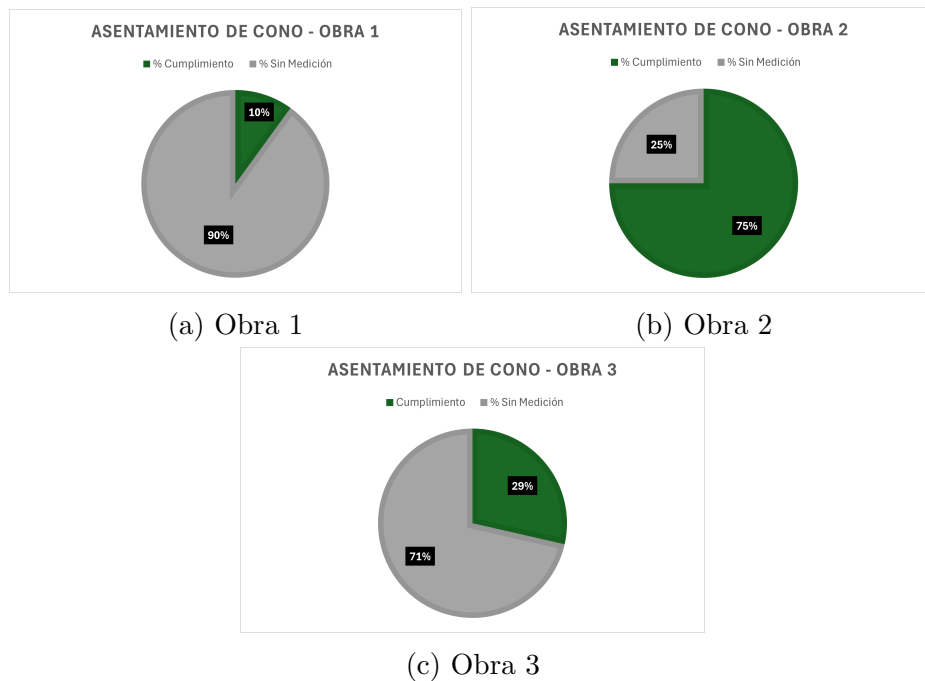 ASENTAMIENTO DE CONO - OBRA 1
% Cumplimiento % Sin Medición
10%
90%
(a) Obra 1
ASENTAMIENTO DE CONO - OBRA 2
% Cumplimiento % Sin Medición
25%
75%
(b) Obra 2
ASENTAMIENTO DE CONO - OBRA 3
Cumplimiento % Sin Medición
29%
71%
(c) Obra 3